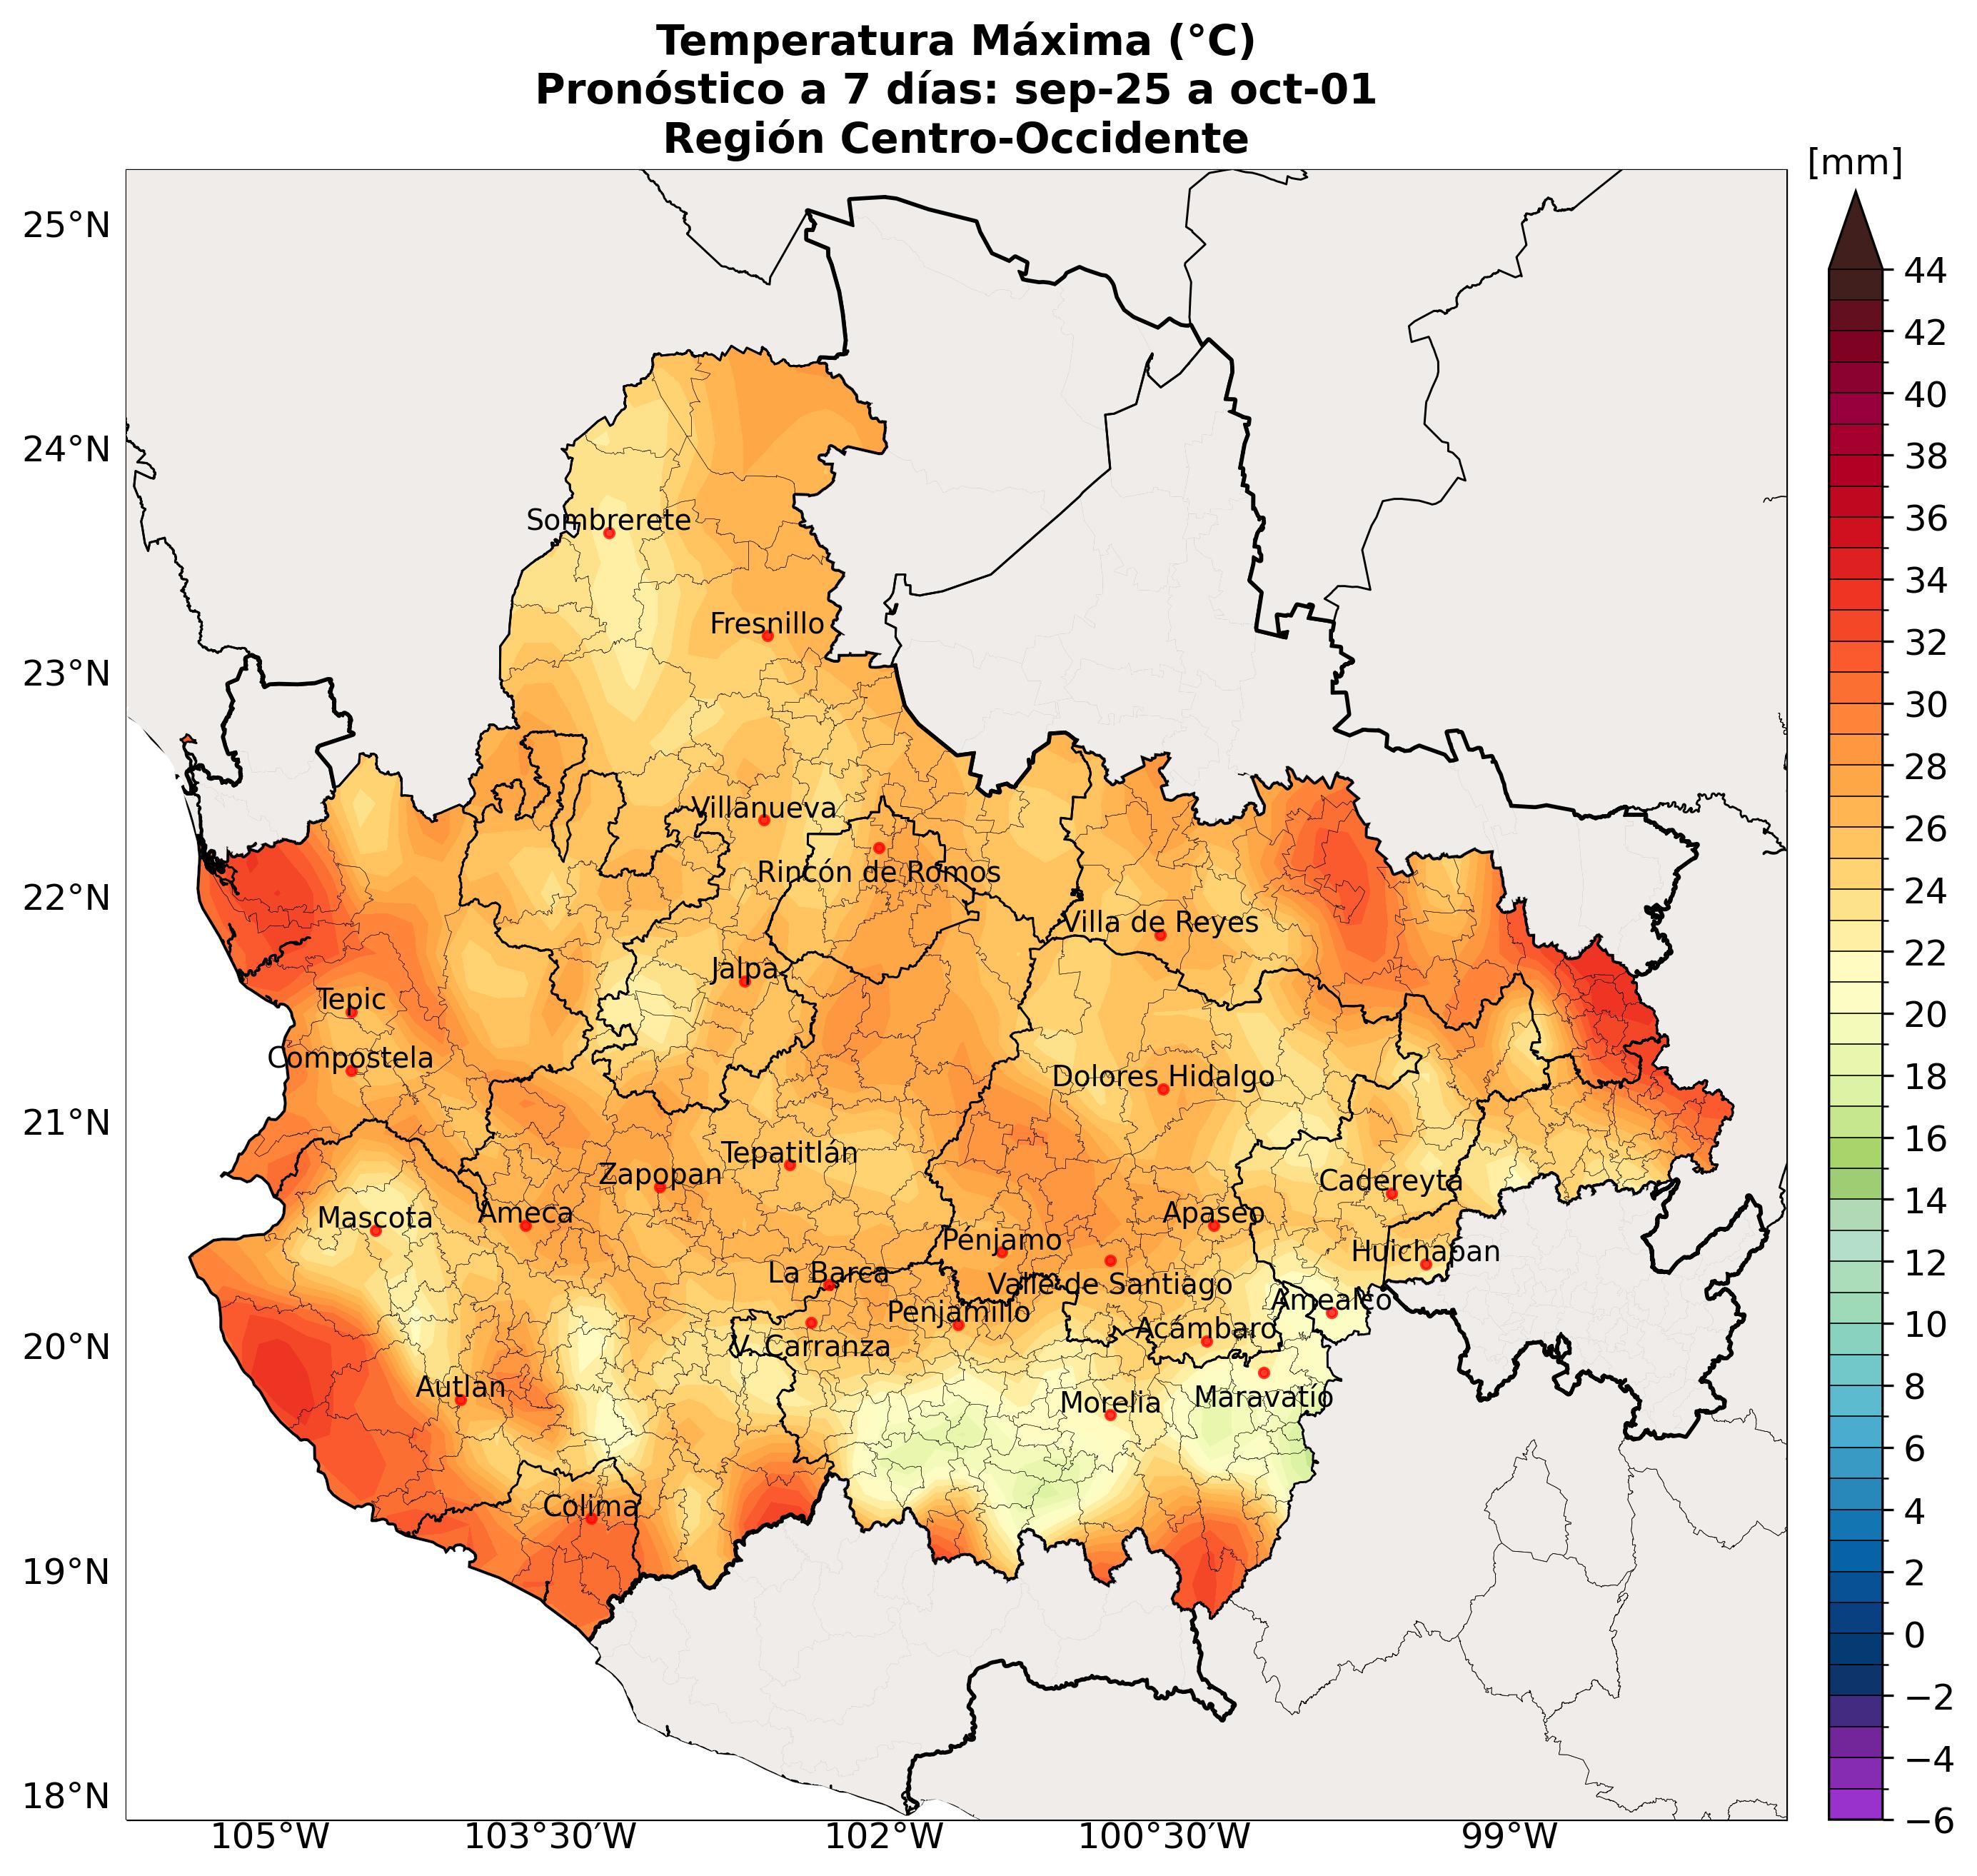 Temperatura Máxima (°C)
Pronóstico a 7 días: sep-25 a oct-01
Región Centro-Occidente
[mm]
25°N
24°N
23°N
22°N
21°N
20°N
19°N
18°N
Sombrerete
Fresnillo
Villanueva
Rincón de Romos
Villa de Reyes
Jalpa
Tepic
Compostela
Dolores Hidalgo
Tepatitlán
Zapopan
Cadereyta
Mascota
Ameca
Apaseo
Pénjamo
Huichapan
La Barca
Valle de Santiago
Amealco
Penjamillo
Acámbaro
V. Carranza
Autlan
Morelia
Maravatío
Colima
105°W
103°30′W
102°W
100°30′W
99°W
44
42
40
38
36
34
32
30
28
26
24
22
20
18
16
14
12
10
8
6
4
2
0
−2
−4
−6